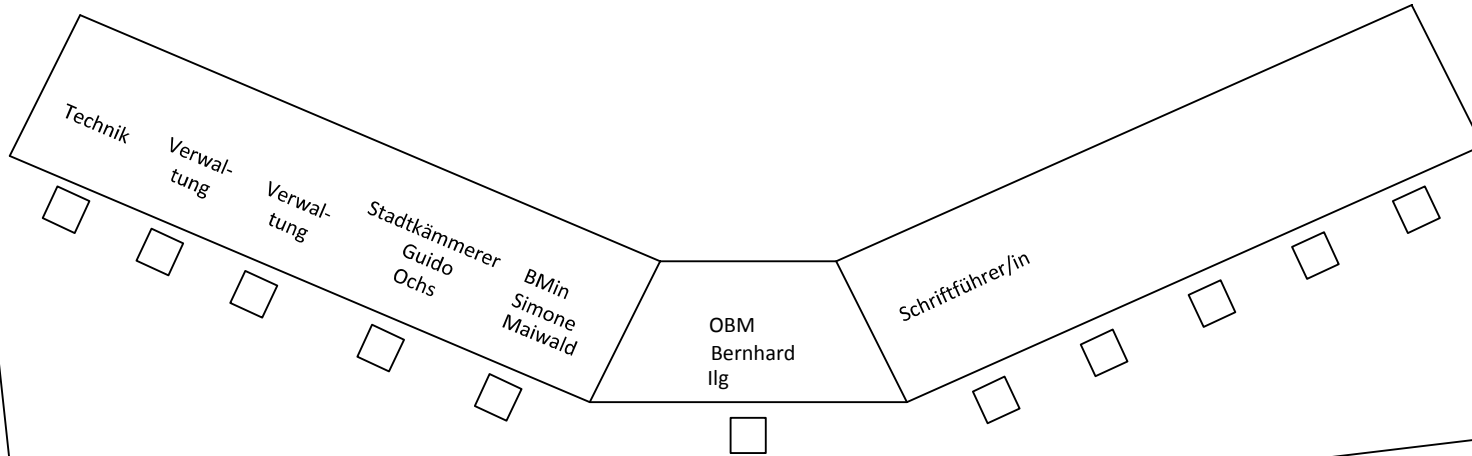 Technik
Verwal-
tung
Verwal-
tung
Stadtkämmerer
Guido
Ochs
BMin
Simone
Maiwald
OBM
Bernhard
Ilg
Schriftführer/in